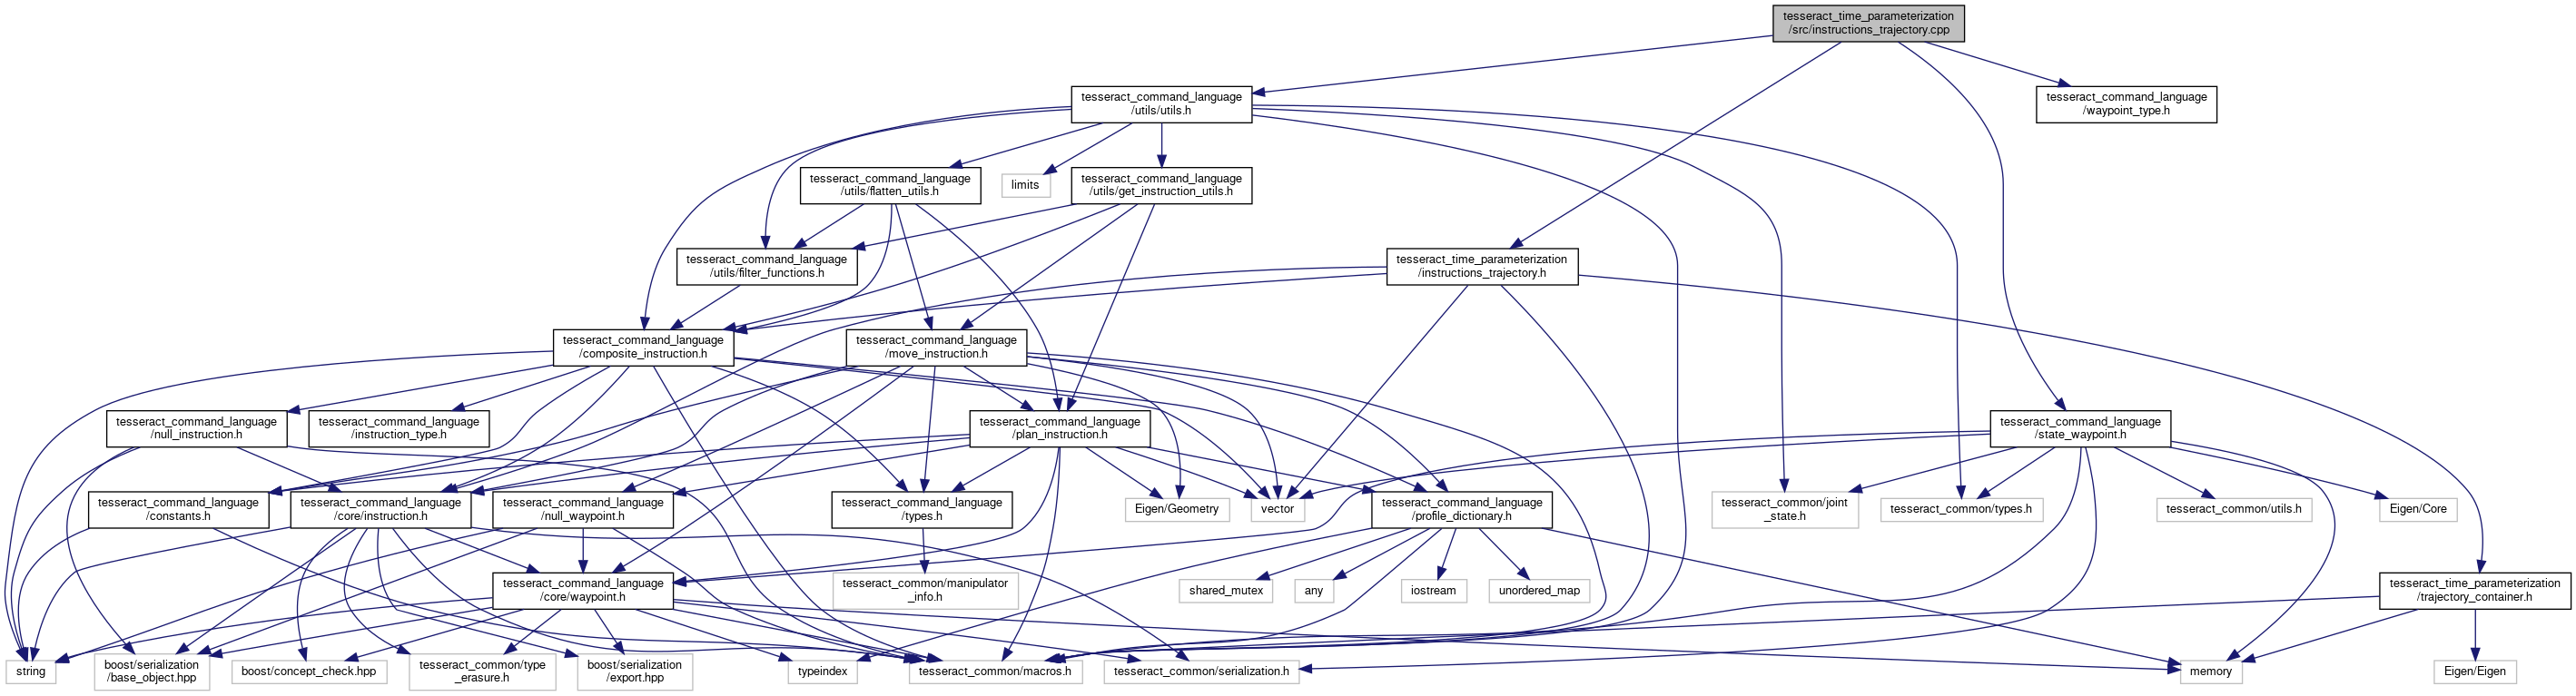 tesseract_time_parameterization
/src/instructions_trajectory.cpp
tesseract_command_language
/utils/utils.h
tesseract_command_language
/waypoint_type.h
tesseract_command_language
/utils/flatten_utils.h
limits
tesseract_command_language
/utils/get_instruction_utils.h
tesseract_command_language
/utils/filter_functions.h
tesseract_time_parameterization
/instructions_trajectory.h
tesseract_command_language
/composite_instruction.h
tesseract_command_language
/move_instruction.h
tesseract_command_language
/null_instruction.h
tesseract_command_language
/instruction_type.h
tesseract_command_language
/plan_instruction.h
tesseract_command_language
/state_waypoint.h
tesseract_command_language
/constants.h
tesseract_command_language
/core/instruction.h
tesseract_command_language
/null_waypoint.h
tesseract_command_language
/types.h
Eigen/Geometry
vector
tesseract_command_language
/profile_dictionary.h
tesseract_common/joint
_state.h
tesseract_common/types.h
tesseract_common/utils.h
Eigen/Core
tesseract_command_language
/core/waypoint.h
tesseract_common/manipulator
_info.h
shared_mutex
any
iostream
unordered_map
tesseract_time_parameterization
/trajectory_container.h
string
boost/serialization
/base_object.hpp
boost/concept_check.hpp
tesseract_common/type
_erasure.h
boost/serialization
/export.hpp
typeindex
tesseract_common/macros.h
tesseract_common/serialization.h
memory
Eigen/Eigen